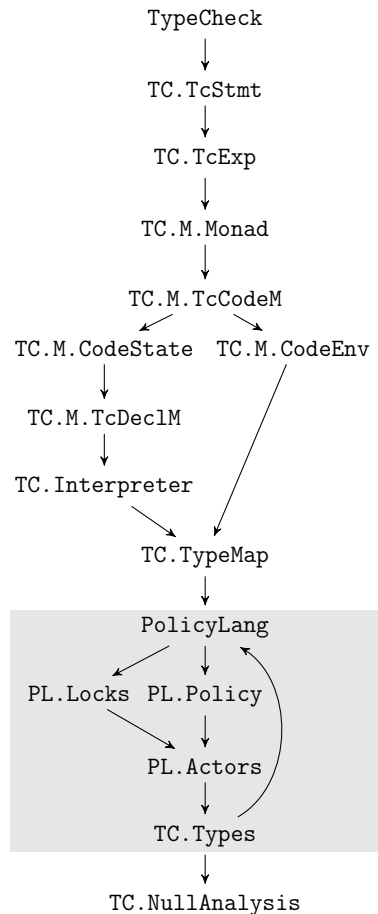 TypeCheck
TC.TcStmt
TC.TcExp
TC.M.Monad
TC.M.TcCodeM
TC.M.CodeState TC.M.CodeEnv
TC.M.TcDeclM
TC.Interpreter
TC.TypeMap
PolicyLang
PL.Locks PL.Policy
PL.Actors
TC.Types
TC.NullAnalysis